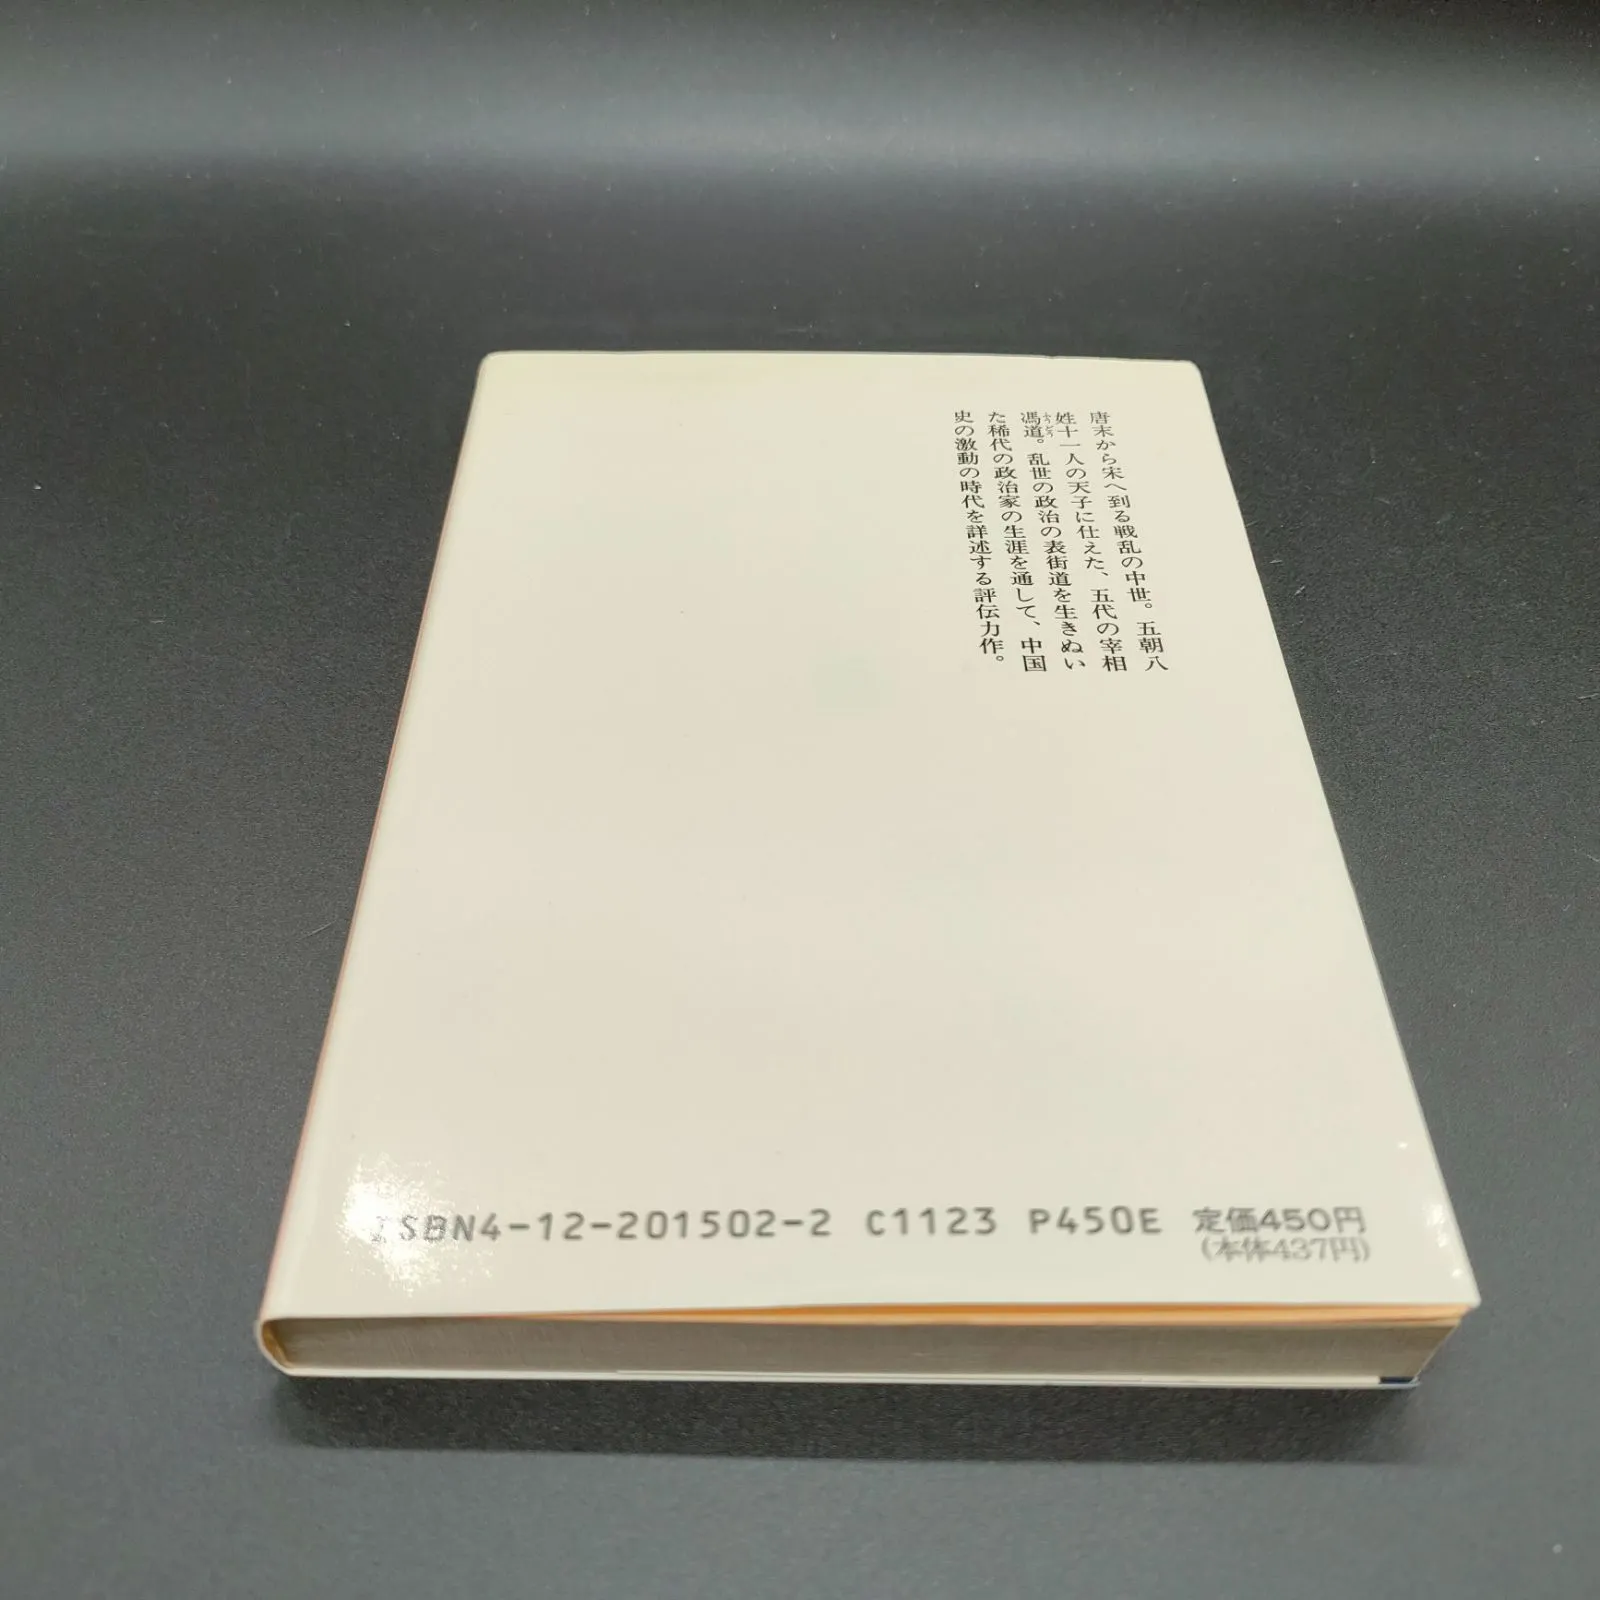 唐末から宋へ到る戦乱の中世。五朝八
姓十一人の天子に仕えた、五代の宰相
馮道。乱世の政治の表街道を生きぬい
ふうどう
た稀代の政治家の生涯を通して、中国
史の激動の時代を詳述する評伝力作。
ISBN4-12-201502-2 C1123 P450E 定価450円
(本体437円)